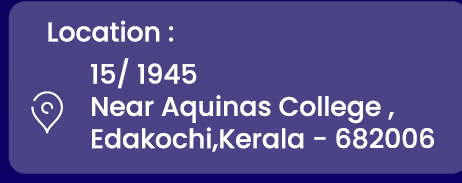 Location :
15/ 1945
Near Aquinas College ,
Edakochi,Kerala - 682006